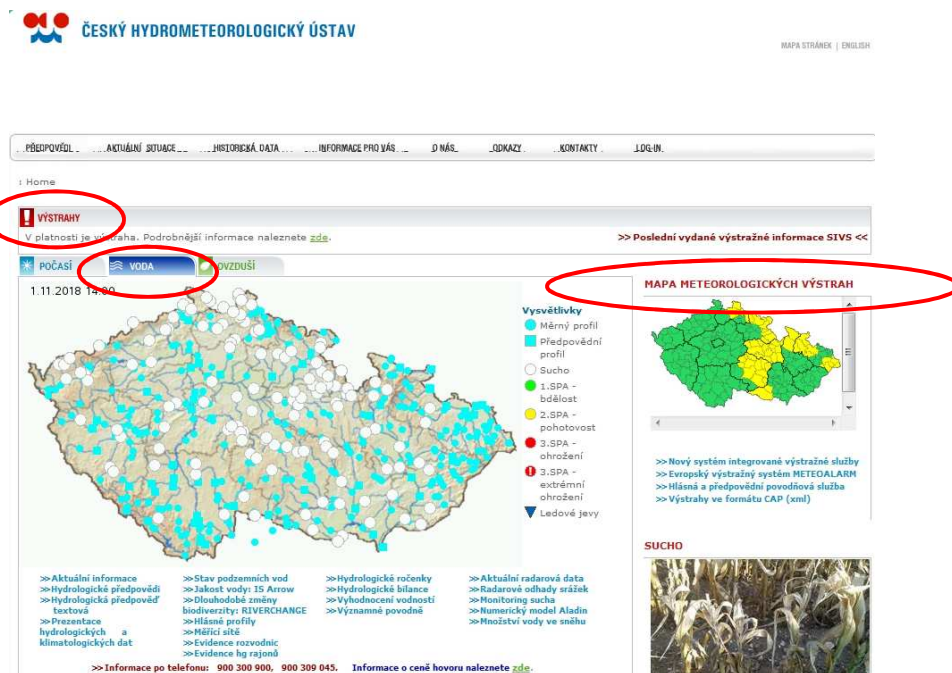 ČESKÝ HYDROMETEOROLOGICKÝ ÚSTAV
MAPA STRÁNEK | ENGLISH
PŘEDPOVĚDI AKTUÁLNÍ SITUACE HISTORICKÁ DATA INFORMACE PRO VÁS O NÁS ODKAZY KONTAKTY LOG-IN
: Home
VÝSTRAHY
V platnosti je výstraha. Podrobnější informace naleznete zde.
>> Poslední vydané výstražné informace SIVS <<
POČASÍ VODA OVZDUŠÍ
1.11.2018 14:00
Vysvětlivky
Měrný profil
Předpovědní
profil
Sucho
1.SPA -
bdělost
2.SPA -
pohotovost
3.SPA -
ohrožení
3.SPA -
extrémní
ohrožení
Ledové jevy
MAPA METEOROLOGICKÝCH VÝSTRAH
>> Nový systém integrované výstražné služby
>> Evropský výstražný systém METEOALARM
>> Hlásná a předpovědní povodňová služba
>> Výstrahy ve formátu CAP (xml)
SUCHO
>> Aktuální informace
>> Hydrologické předpovědi
>> Hydrologická předpověď
textová
>> Prezentace
hydrologických a
klimatologických dat
>> Stav podzemních vod
>> Jakost vody: IS Arrow
>> Dlouhodobé změny
biodiverzity: RIVERCHANGE
>> Hlásné profily
>> Měřící sítě
>> Evidence rozvodnic
>> Evidence hg rajonů
>> Hydrologické ročenky
>> Hydrologické bilance
>> Vyhodnocení vodností
>> Významné povodně
>> Aktuální radarová data
>> Radarové odhady srážek
>> Monitoring sucha
>> Numerický model Aladin
>> Množství vody ve sněhu
>> Informace po telefonu: 900 300 900, 900 309 045. Informace o ceně hovoru naleznete zde.